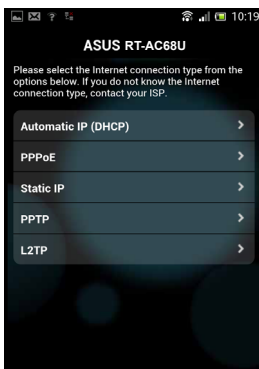 ? 10:19
ASUS RT-AC68U
Please select the Internet connection type from the
options below. If you do not know the Internet
connection type, contact your ISP.
Automatic IP (DHCP)
PPPoE
Static IP
PPTP
L2TP